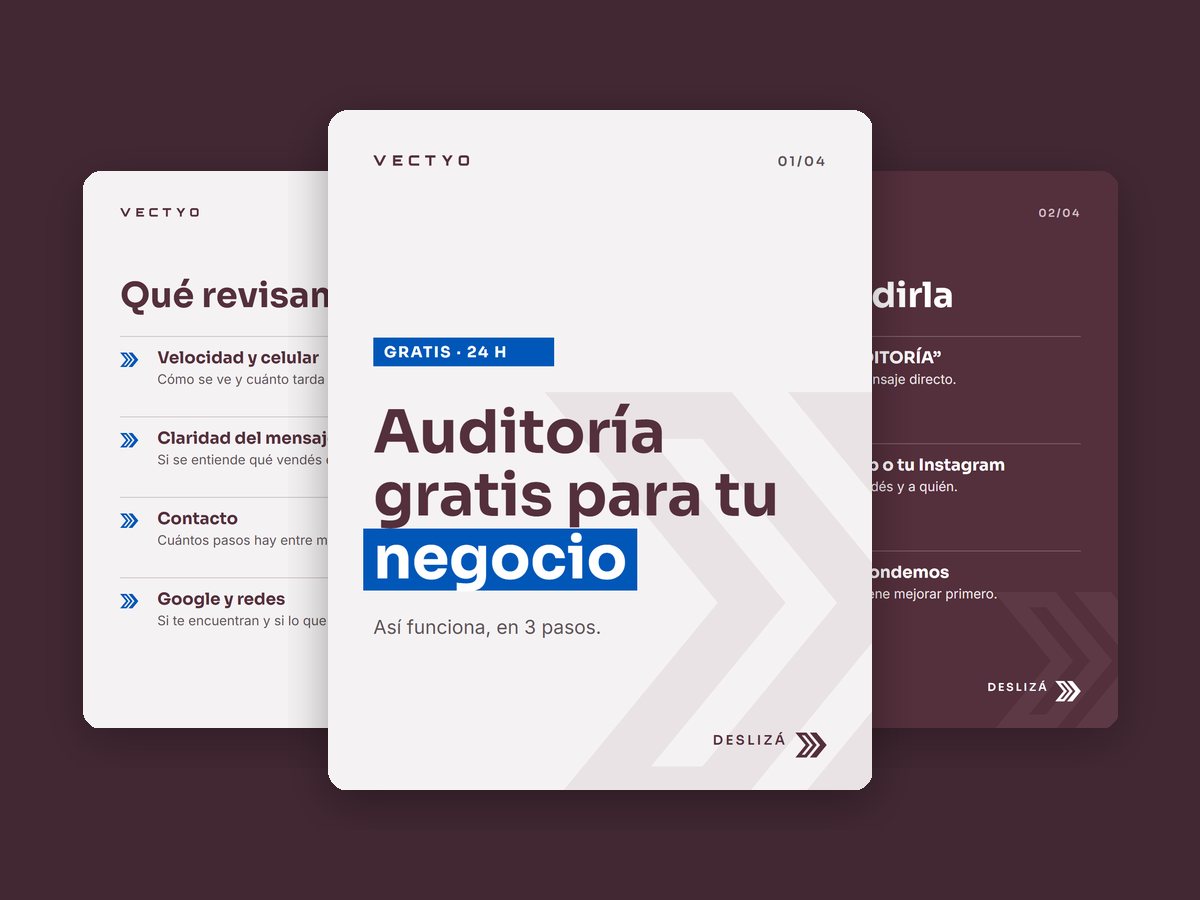 VECTYO
Qué revisan
Velocidad y celular
Cómo se ve y cuánto tarda
Claridad del mensaj
Si se entiende qué vendés
Contacto
Cuántos pasos hay entre m
Google y redes
Si te encuentran y si lo que
VECTYO
01/04
GRATIS · 24 H
Auditoría
gratis para tu
negocio
Así funciona, en 3 pasos.
DESLIZÁ
02/04
dirla
DITORÍA”
nsaje directo.
o o tu Instagram
dés y a quién.
ondemos
ene mejorar primero.
DESLIZÁ